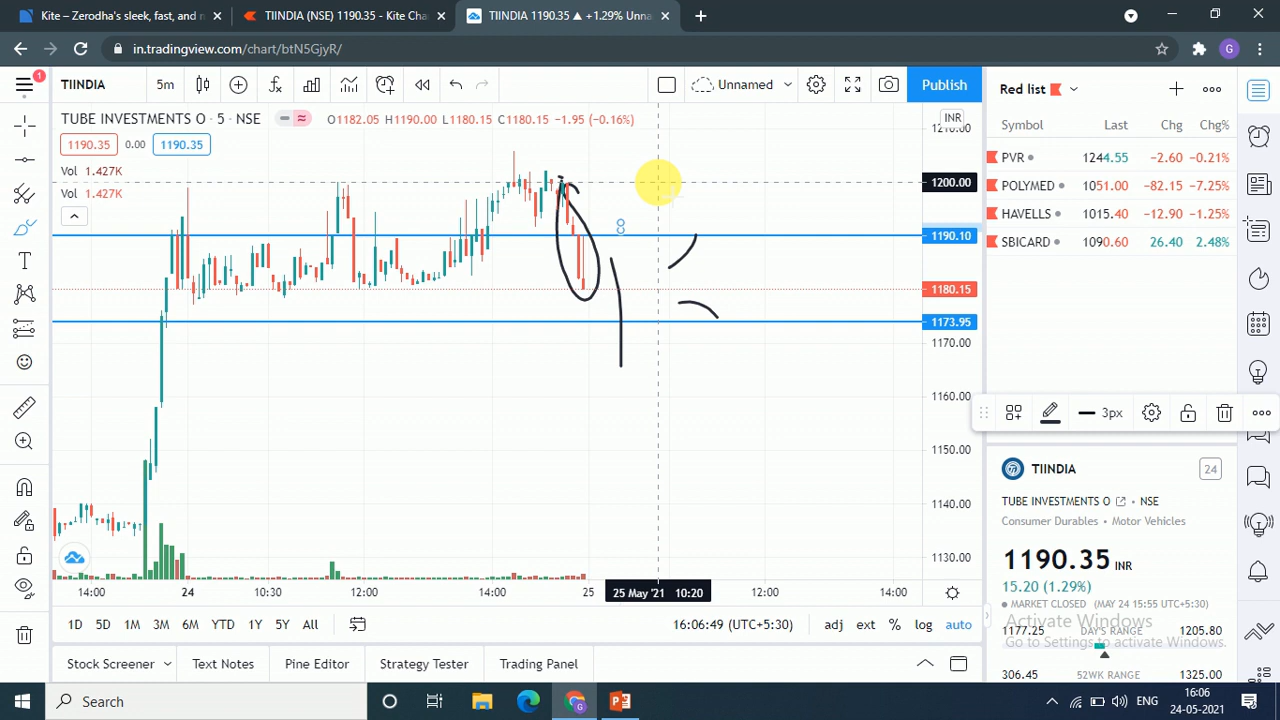 Kite – Zerodha's sleek, fast, and n
TIINDIA (NSE) 1190.35 - Kite Cha
TIINDIA 1190.35 ▲ +1.29% Unna
in.tradingview.com/chart/btN5GjyR/
G
1
TIINDIA
5m
Unnamed
Publish
TUBE INVESTMENTS O · 5 · NSE
O1182.05 H1190.00 L1180.15 C1180.15 -1.95 (-0.16%)
INR
1190.35 0.00 1190.35
Vol 1.427K
Vol 1.427K
1200.00
1190.10
1180.15
1173.95
1170.00
1160.00
1150.00
1140.00
1130.00
14:00 24 10:30 12:00 14:00 25 25 May '21 10:20 12:00 14:00
1D 5D 1M 3M 6M YTD 1Y 5Y All
16:06:49 (UTC+5:30) adj ext % log auto
Stock Screener Text Notes Pine Editor Strategy Tester Trading Panel
Red list
Symbol Last Chg Chg%
PVR 1244.55 -2.60 -0.21%
POLYMED 1051.00 -82.15 -7.25%
HAVELLS 1015.40 -12.90 -1.25%
SBICARD 1090.60 26.40 2.48%
3px
TIINDIA
24
TUBE INVESTMENTS O • NSE
Consumer Durables • Motor Vehicles
1190.35 INR
15.20 (1.29%)
MARKET CLOSED (MAY 24 15:55 UTC+5:30)
1177.25 DAY'S RANGE 1205.80
306.45 52WK RANGE 1325.00
Activate Windows
Go to Settings to activate Windows.
Search
ENG
16:06
24-05-2021